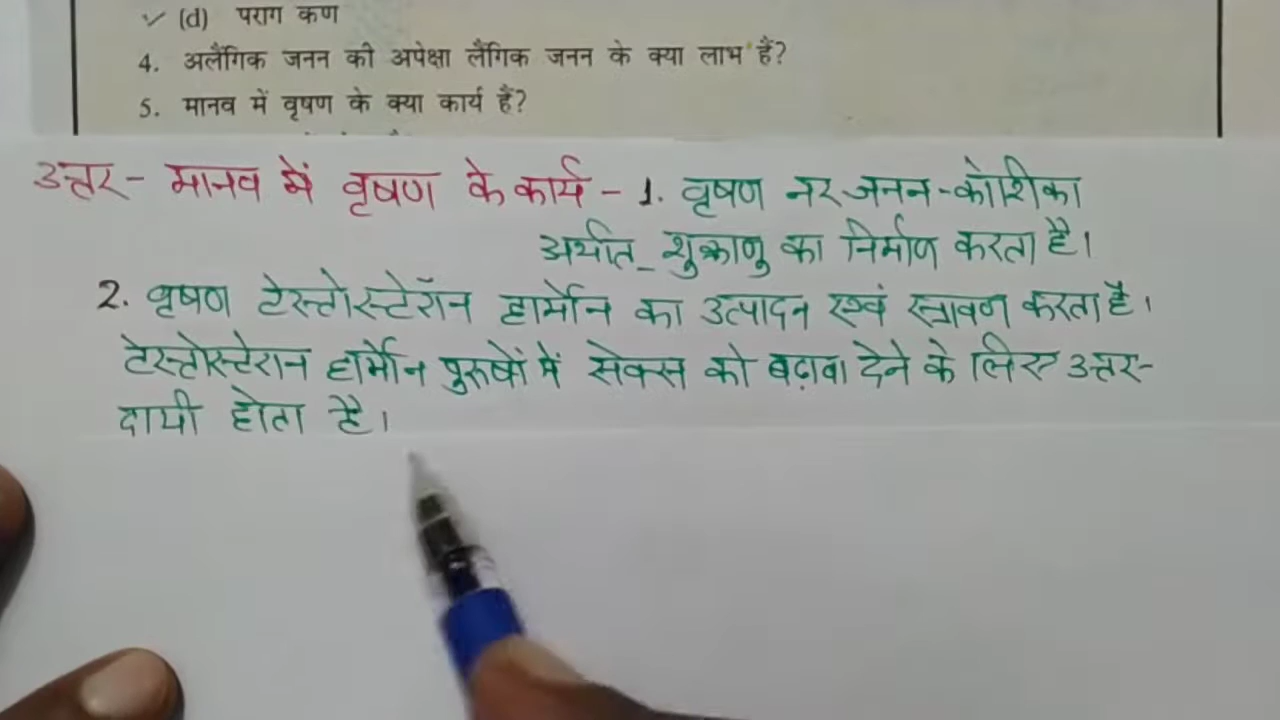 (d) पराग कण
4. अलैंगिक जनन की अपेक्षा लैंगिक जनन के क्या लाभ हैं?
5. मानव में वृषण के क्या कार्य हैं?
उत्तर- मानव में वृषण के कार्य - 1. वृषण नर जनन-कोशिका
अर्थात् शुक्राणु का निर्माण करता है।
2. वृषण टेस्टोस्टेरॉन हार्मोन का उत्पादन एवं स्त्रावण करता है।
टेस्टोस्टेरान हार्मोन पुरुषों में सेक्स को बढ़ावा देने के लिए उत्तर-
दायी होता है।